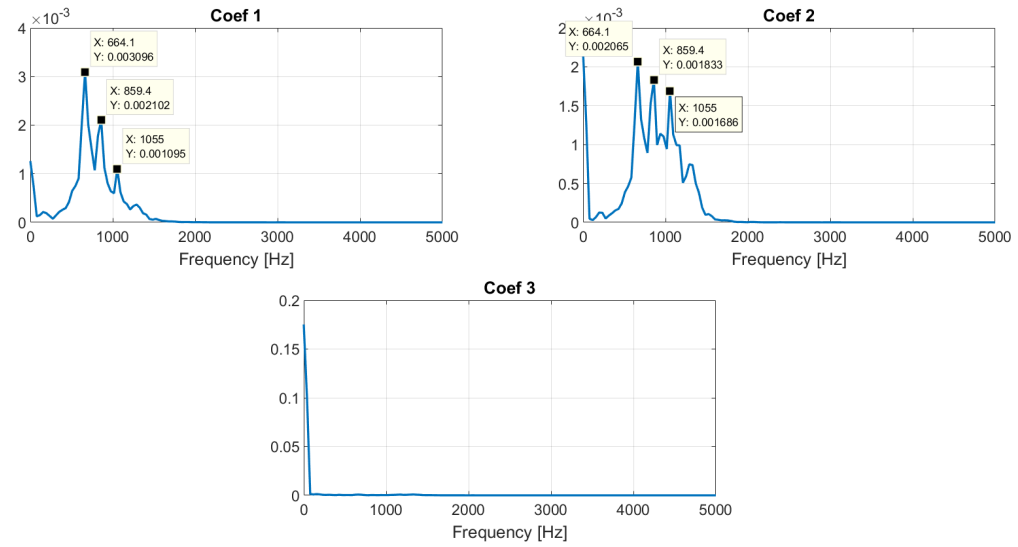 Coef 1
×10⁻³
4
3
2
1
0
X: 664.1
Y: 0.003096
X: 859.4
Y: 0.002102
X: 1055
Y: 0.001095
0 1000 2000 3000 4000 5000
Frequency [Hz]
Coef 2
×10⁻³
2
X: 664.1
Y: 0.002065
X: 859.4
Y: 0.001833
X: 1055
Y: 0.001686
2
1.5
1
0.5
0
0 1000 2000 3000 4000 5000
Frequency [Hz]
Coef 3
0.2
0.15
0.1
0.05
0
0 1000 2000 3000 4000 5000
Frequency [Hz]